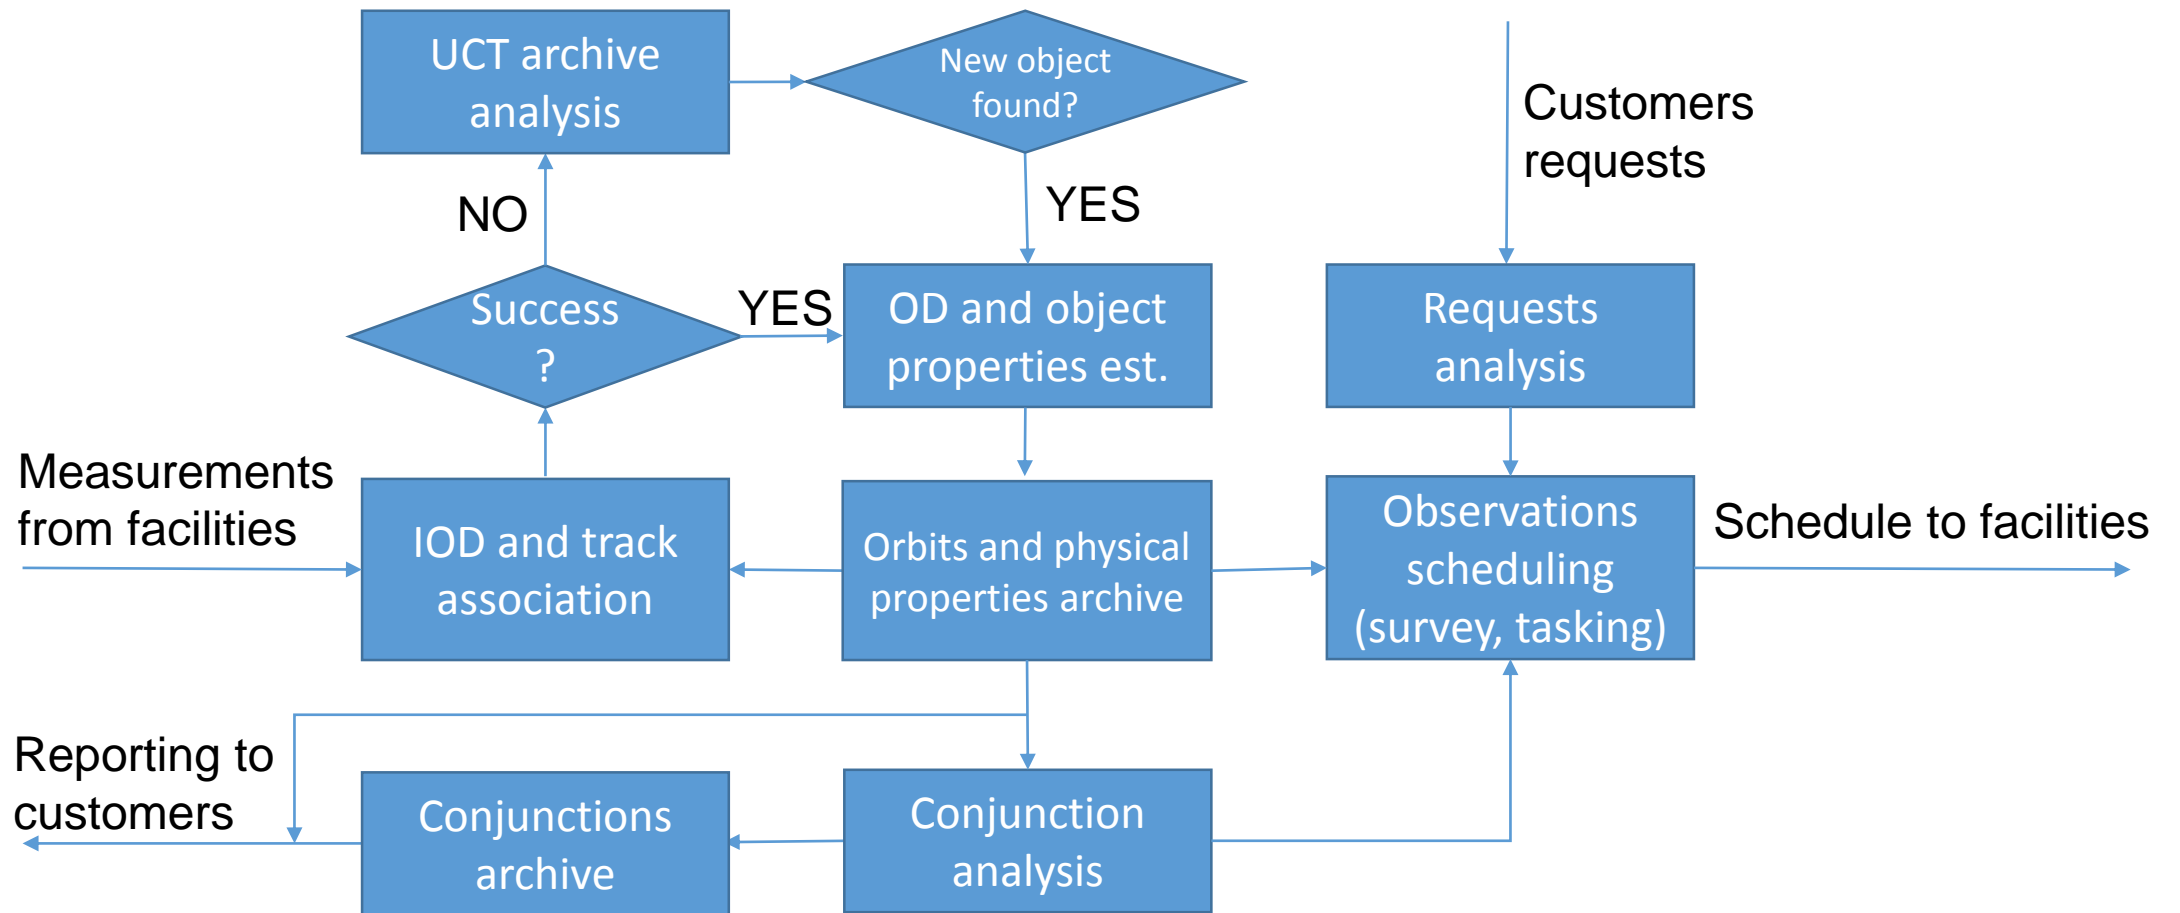 UCT archive
analysis
New object
found?
Customers
requests
NO
YES
Success
?
YES
OD and object
properties est.
Requests
analysis
Measurements
from facilities
IOD and track
association
Orbits and physical
properties archive
Observations
scheduling
(survey, tasking)
Schedule to facilities
Reporting to
customers
Conjunctions
archive
Conjunction
analysis